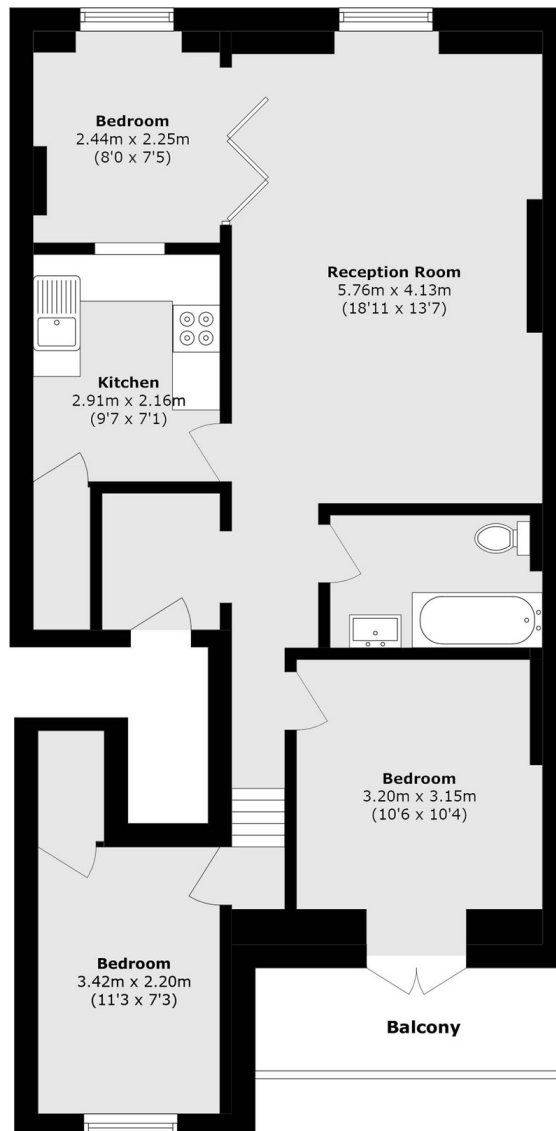 Bedroom
2.44m x 2.25m
(8'0 x 7'5)
Reception Room
5.76m x 4.13m
(18'11 x 13'7)
Kitchen
2.91m x 2.16m
(9'7 x 7'1)
Bedroom
3.20m x 3.15m
(10'6 x 10'4)
Bedroom
3.42m x 2.20m
(11'3 x 7'3)
Balcony